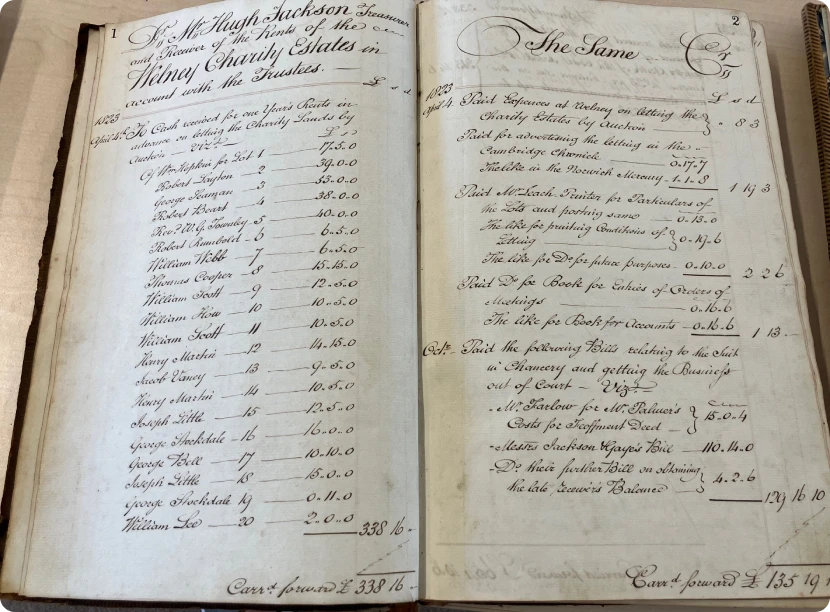 1
Dr. Mr. Hugh Jackson Treasurer
and Receiver of the Rents of the
Welney Charity Estates in
account with the Trustees.
£ s d
1823
April 4th To Cash received for one Year's Rents in
advance on letting the Charity Lands by
Auction Vizt.
£ s d
Of Wm. Hopkin for Lot 1 17.5.0
Robert Layton 2 39.0.0
George Seaman 3 53.0.0
Robert Beart 4 38.0.0
Revd. W. G. Townley 5 40.0.0
Robert Rumbold 6 6.5.0
William Webb 7 6.5.0
Thomas Cooper 8 15.15.0
William Scott 9 12.5.0
William How 10 10.5.0
William Scott 11 10.5.0
Henry Martin 12 14.15.0
Jacob Vaney 13 9.5.0
Henry Martin 14 10.5.0
Joseph Little 15 12.5.0
George Stockdale 16 16.0.0
George Bell 17 10.10.0
Joseph Little 18 15.0.0
George Stockdale 19 0.11.0
William Lee 20 2.0.0
338 16 -
Carrd. forward £ 338 16 -
2
The Same Cr.
£ s d
1823
April 4 Paid Expences at Welney on letting the
Charity Estates by Auction " 8 3
Paid for advertising the letting in the
Cambridge Chronicle 0.17.7
The like in the Norwich Mercury 1.1.8
1 19 3
Paid Mr. Leach Printer for Particulars of
the Lots and posting same 0.13.0
The like for printing Conditions of
Letting 0.19.6
The like for Do. for future purposes 0.10.0
2 2 6
Paid Do. for Book for Entries of Orders of
Meetings 0.16.6
The like for Book for Accounts 0.16.6
1 13 -
Octr. Paid the following Bills relating to the Suit
in Chancery and getting the Business
out of Court Vizt.
Mr. Farlow for Mr. Palmer's
Costs for Feoffment Deed 15.0.4
Messrs Jackson & Gaye's Bill 110.14.0
Do. their further Bill on obtaining
the late receiver's Balance 4.2.6
129 16 10
Carrd. forward £ 135 19